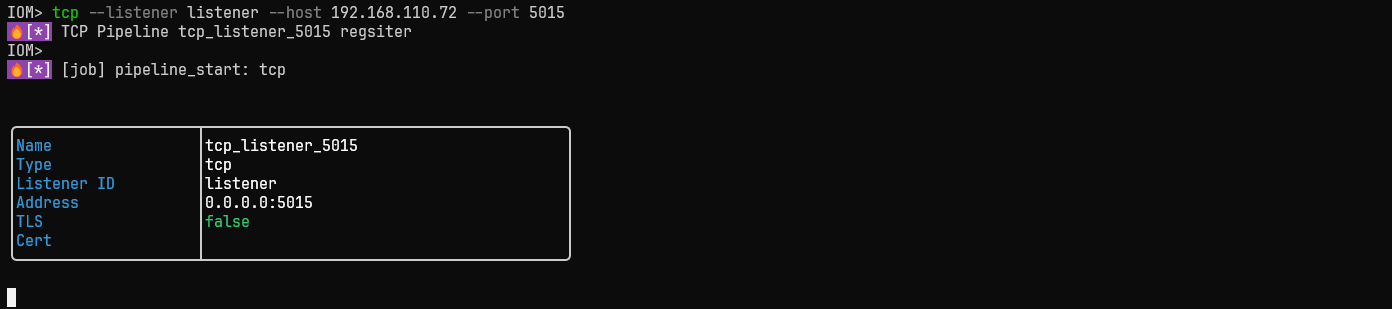 IOM> tcp --listener listener --host 192.168.110.72 --port 5015
🔥[*] TCP Pipeline tcp_listener_5015 regsiter
IOM>
🔥[*] [job] pipeline_start: tcp
Name tcp_listener_5015
Type tcp
Listener ID listener
Address 0.0.0.0:5015
TLS false
Cert